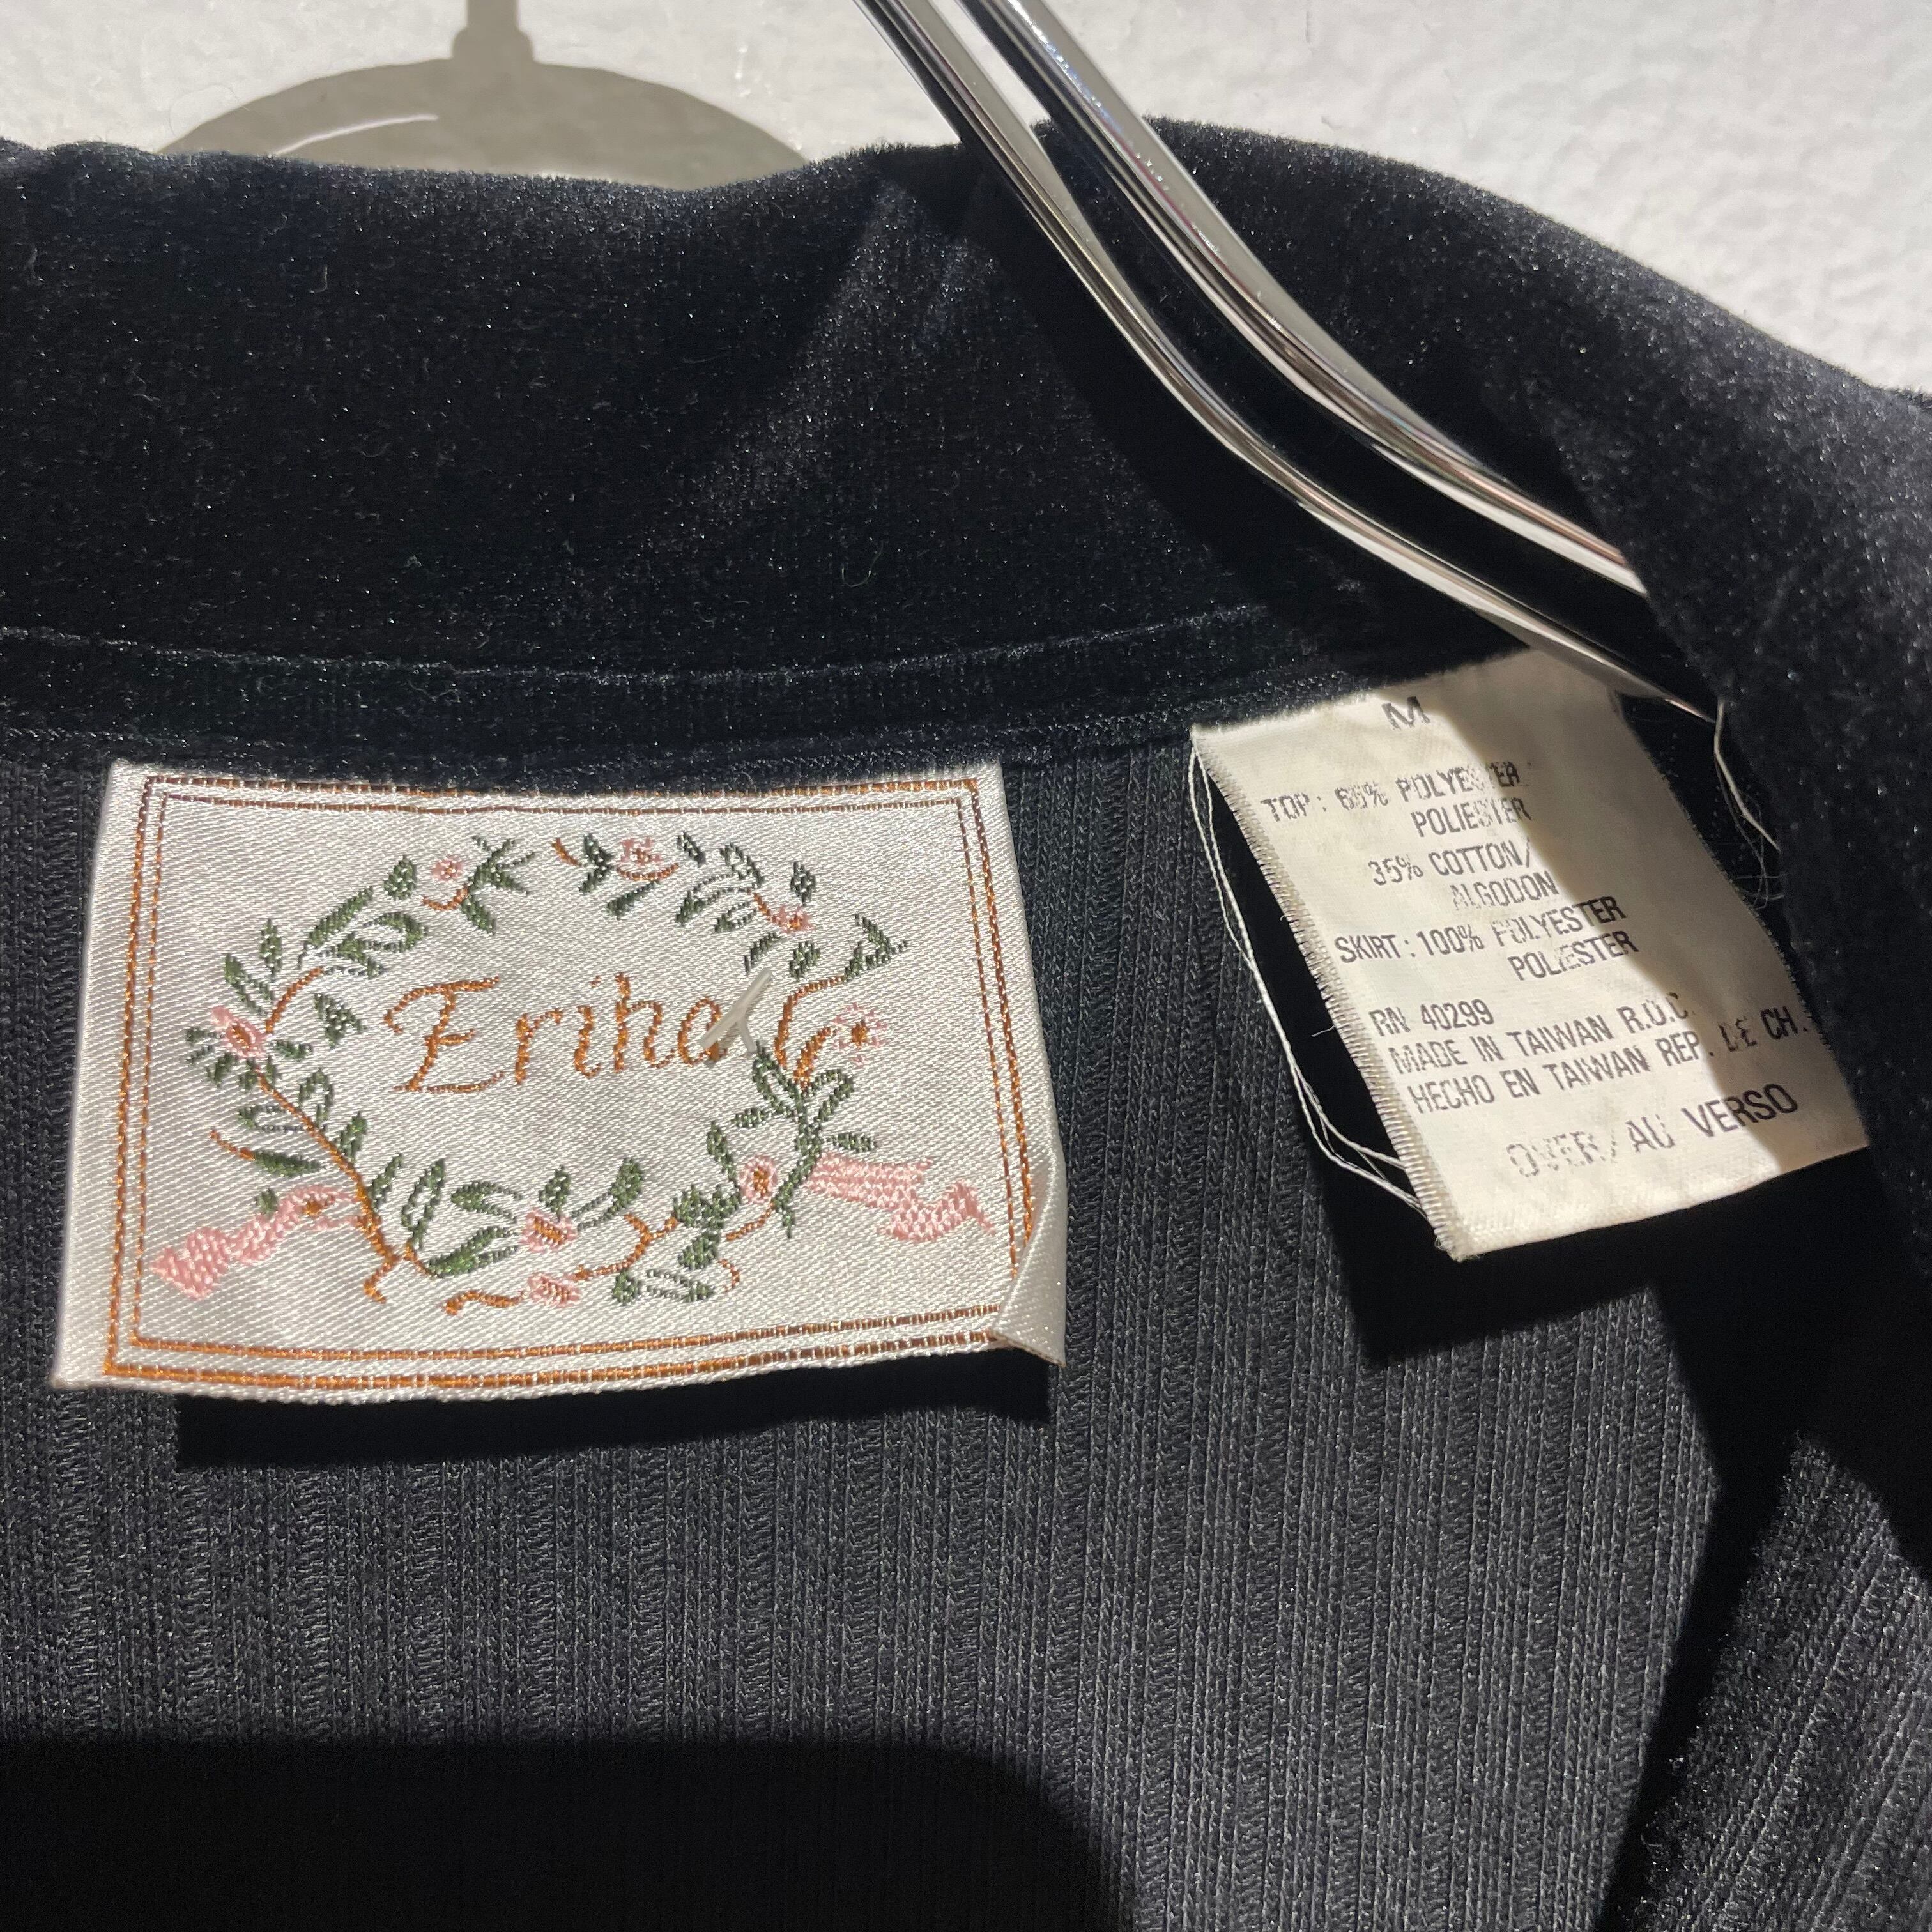 Eriha
M
TOP: 65% POLYESTER
POLIESTER
35% COTTON/
ALGODON
SKIRT: 100% POLYESTER
POLIESTER
RN 40299
MADE IN TAIWAN R.O.C.
HECHO EN TAIWAN REP. DE CH.
OVER/AU VERSO